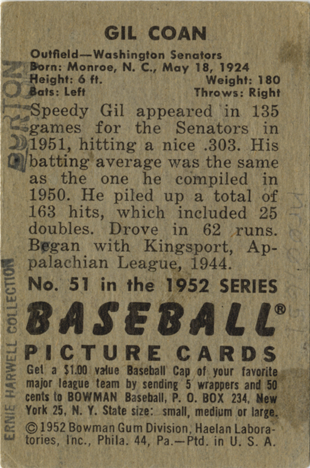 GIL COAN
Outfield—Washington Senators
Born: Monroe, N. C., May 18, 1924
Height: 6 ft. Weight: 180
Bats: Left Throws: Right
Speedy Gil appeared in 135
games for the Senators in
1951, hitting a nice .303. His
batting average was the same
as the one he compiled in
1950. He piled up a total of
163 hits, which included 25
doubles. Drove in 62 runs.
Began with Kingsport, Ap-
palachian League, 1944.
No. 51 in the 1952 SERIES
BASEBALL®
PICTURE CARDS
Get a $1.00 value Baseball Cap of your favorite
major league team by sending 5 wrappers and 50
cents to BOWMAN Baseball, P. O. BOX 234, New
York 25, N. Y. State size: small, medium or large.
©1952 Bowman Gum Division, Haelan Labora-
tories, Inc., Phila. 44, Pa.—Ptd. in U. S. A.
BURTON
ERNIE HARWELL COLLECTION